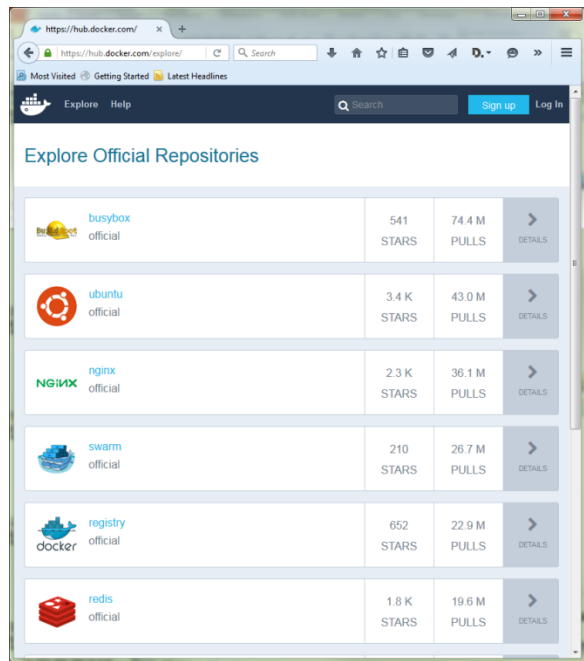 https://hub.docker.com/
https://hub.docker.com/explore/
Search
Most Visited Getting Started Latest Headlines
Explore Help Search Sign up Log In
Explore Official Repositories
busybox
official
541
STARS
74.4 M
PULLS
DETAILS
ubuntu
official
3.4 K
STARS
43.0 M
PULLS
DETAILS
NGINX
nginx
official
2.3 K
STARS
36.1 M
PULLS
DETAILS
swarm
official
210
STARS
26.7 M
PULLS
DETAILS
docker
registry
official
652
STARS
22.9 M
PULLS
DETAILS
redis
official
1.8 K
STARS
19.6 M
PULLS
DETAILS